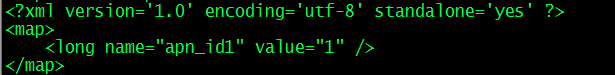 <?xml version='1.0' encoding='utf-8' standalone='yes' ?>
<map>
    <long name="apn_id1" value="1" />
</map>